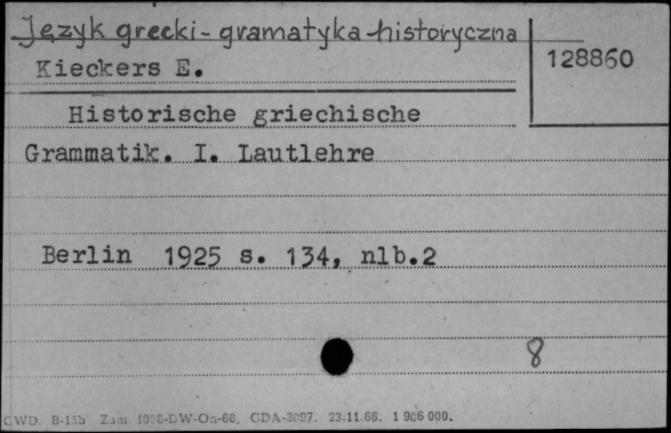 Język grecki - gramatyka - historyczna
128860
Kieckers E.
Historische griechische
Grammatik. I. Lautlehre
Berlin 1925 s. 134, nlb.2
8
CWD. B-15b Zam. DW-On-66, CDA-3097. 23.11.66. 1 906 000.